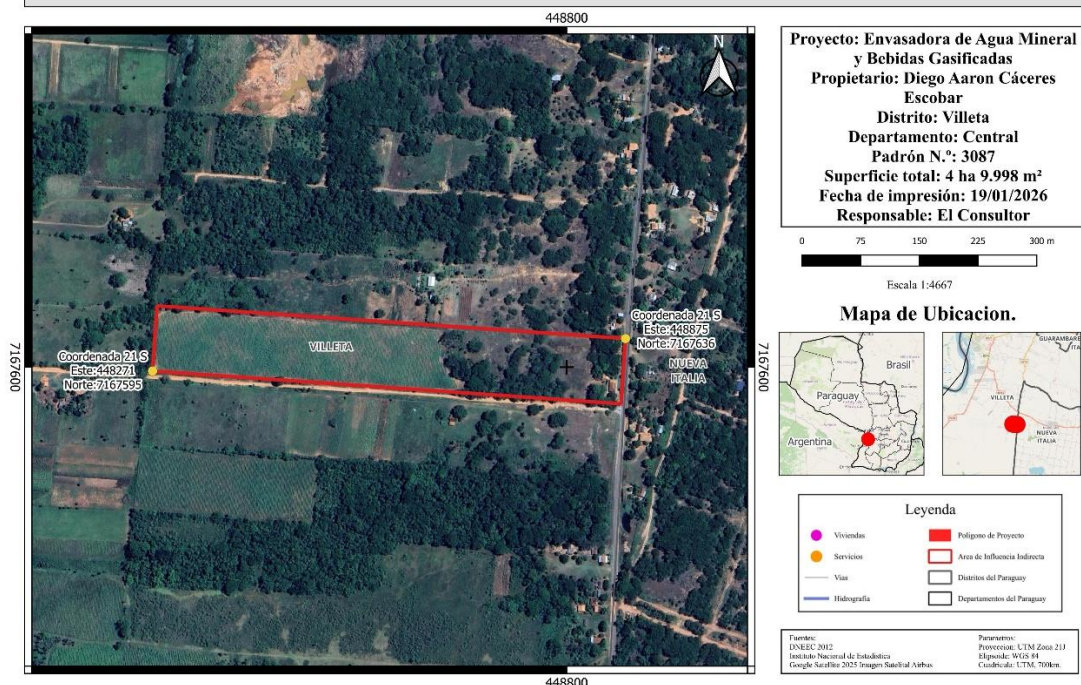 448800
N
7167600
7167600
Coordenada 21 S
Este:448271
Norte:7167595
VILLETA
Coordenada 21 S
Este:448875
Norte:7167636
NUEVA
ITALIA
448800
Proyecto: Envasadora de Agua Mineral
y Bebidas Gasificadas
Propietario: Diego Aaron Cáceres
Escobar
Distrito: Villeta
Departamento: Central
Padrón N.º: 3087
Superficie total: 4 ha 9.998 m²
Fecha de impresión: 19/01/2026
Responsable: El Consultor
0 75 150 225 300 m
Escala 1:4667
Mapa de Ubicacion.
Brasil
Paraguay
Argentina
GUARAMBARE
ITA
VILLETA
NUEVA
ITALIA
Leyenda
Viviendas
Servicios
Vias
Hidrografia
Poligono de Proyecto
Area de Influencia Indirecta
Distritos del Paraguay
Departamentos del Paraguay
Fuentes:
DNEEC 2012
Instituto Nacional de Estadística
Google Satellite 2025 Imagen Satelital Airbus
Parametros:
Proyeccion: UTM Zona 21J
Elipsoide: WGS 84
Cuadricula: UTM, 700km.